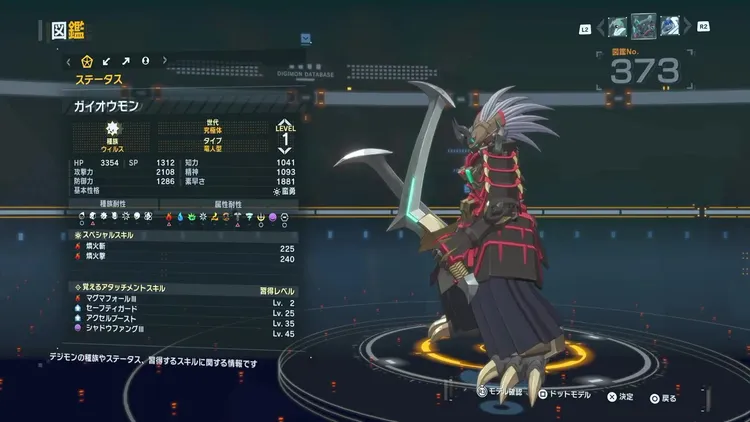 図鑑
L2
R2
図鑑No.
373
DIGIMON DATABASE
ステータス
ガイオウモン
種族
ウイルス
世代
究極体
タイプ
竜人型
LEVEL
1
HP 3354 SP 1312 知力 1041
攻撃力 2108 精神 1093
防御力 1286 素早さ 1881
基本性格 蛮勇
種族耐性 属性耐性
スペシャルスキル
燐火斬 225
燐火撃 240
覚えるアタッチメントスキル 習得レベル
マグマフォールⅢ Lv. 2
セーフティガード Lv. 25
アクセルブースト Lv. 35
シャドウファングⅢ Lv. 45
デジモンの種族やステータス、習得するスキルに関する情報です
モデル確認 ドットモデル 決定 戻る